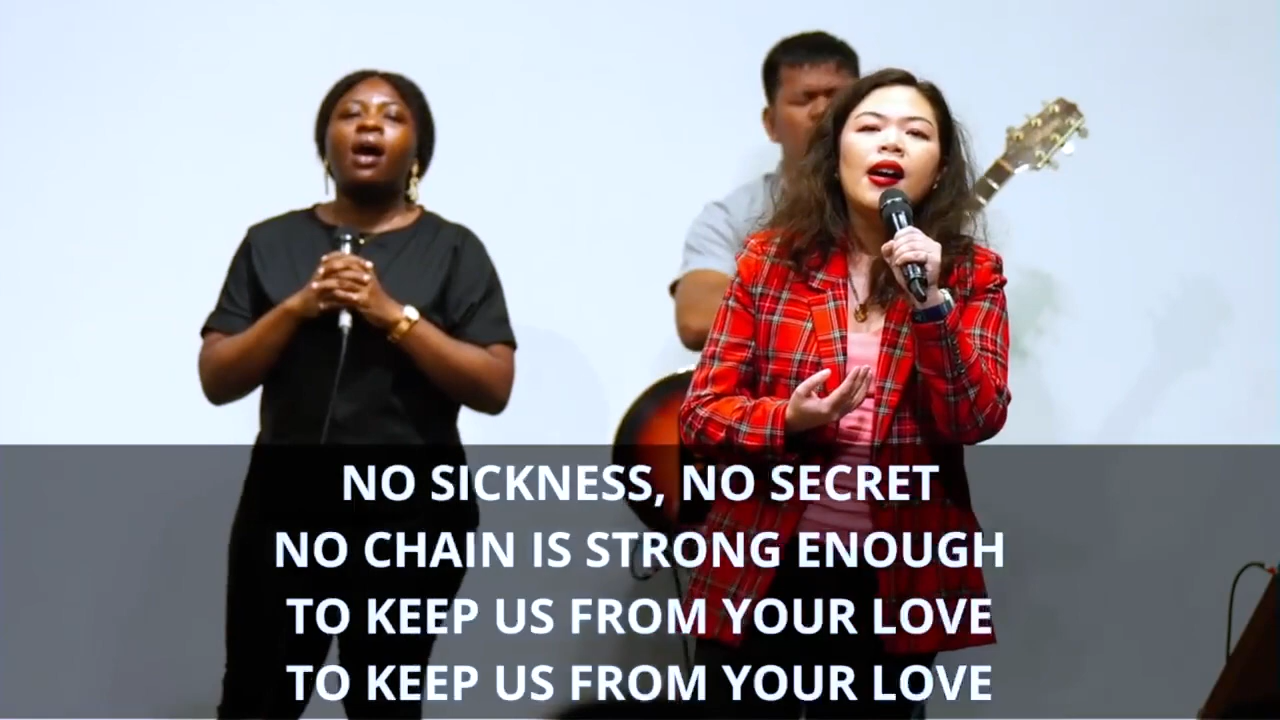 NO SICKNESS, NO SECRET
NO CHAIN IS STRONG ENOUGH
TO KEEP US FROM YOUR LOVE
TO KEEP US FROM YOUR LOVE